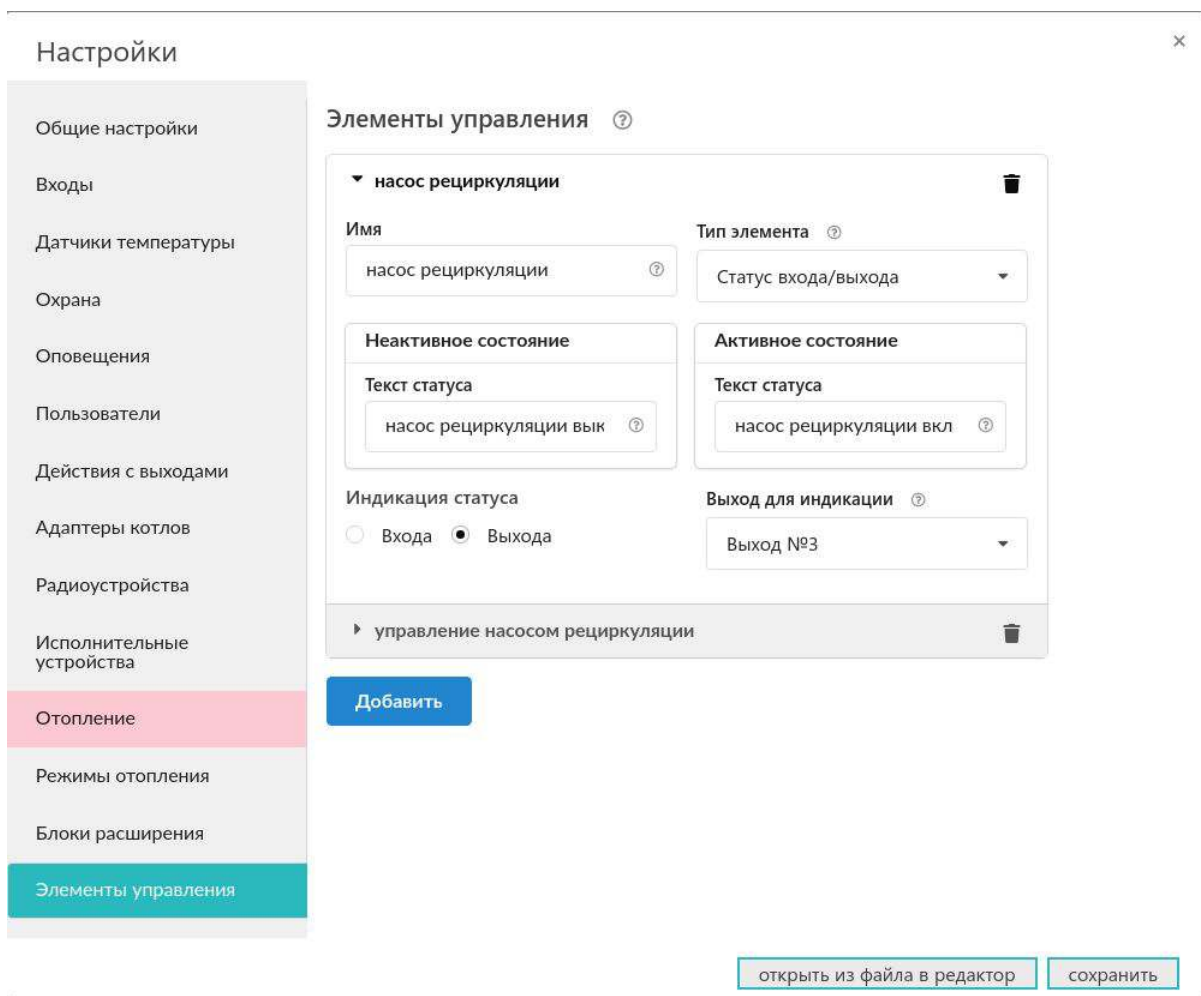 Настройки
×
Общие настройки
Входы
Датчики температуры
Охрана
Оповещения
Пользователи
Действия с выходами
Адаптеры котлов
Радиоустройства
Исполнительные
устройства
Отопление
Режимы отопления
Блоки расширения
Элементы управления
Элементы управления ?
насос рециркуляции
Имя
насос рециркуляции ?
Тип элемента ?
Статус входа/выхода
Неактивное состояние
Текст статуса
насос рециркуляции вык ?
Активное состояние
Текст статуса
насос рециркуляции вкл ?
Индикация статуса
Входа Выхода
Выход для индикации ?
Выход №3
управление насосом рециркуляции
Добавить
открыть из файла в редактор
сохранить